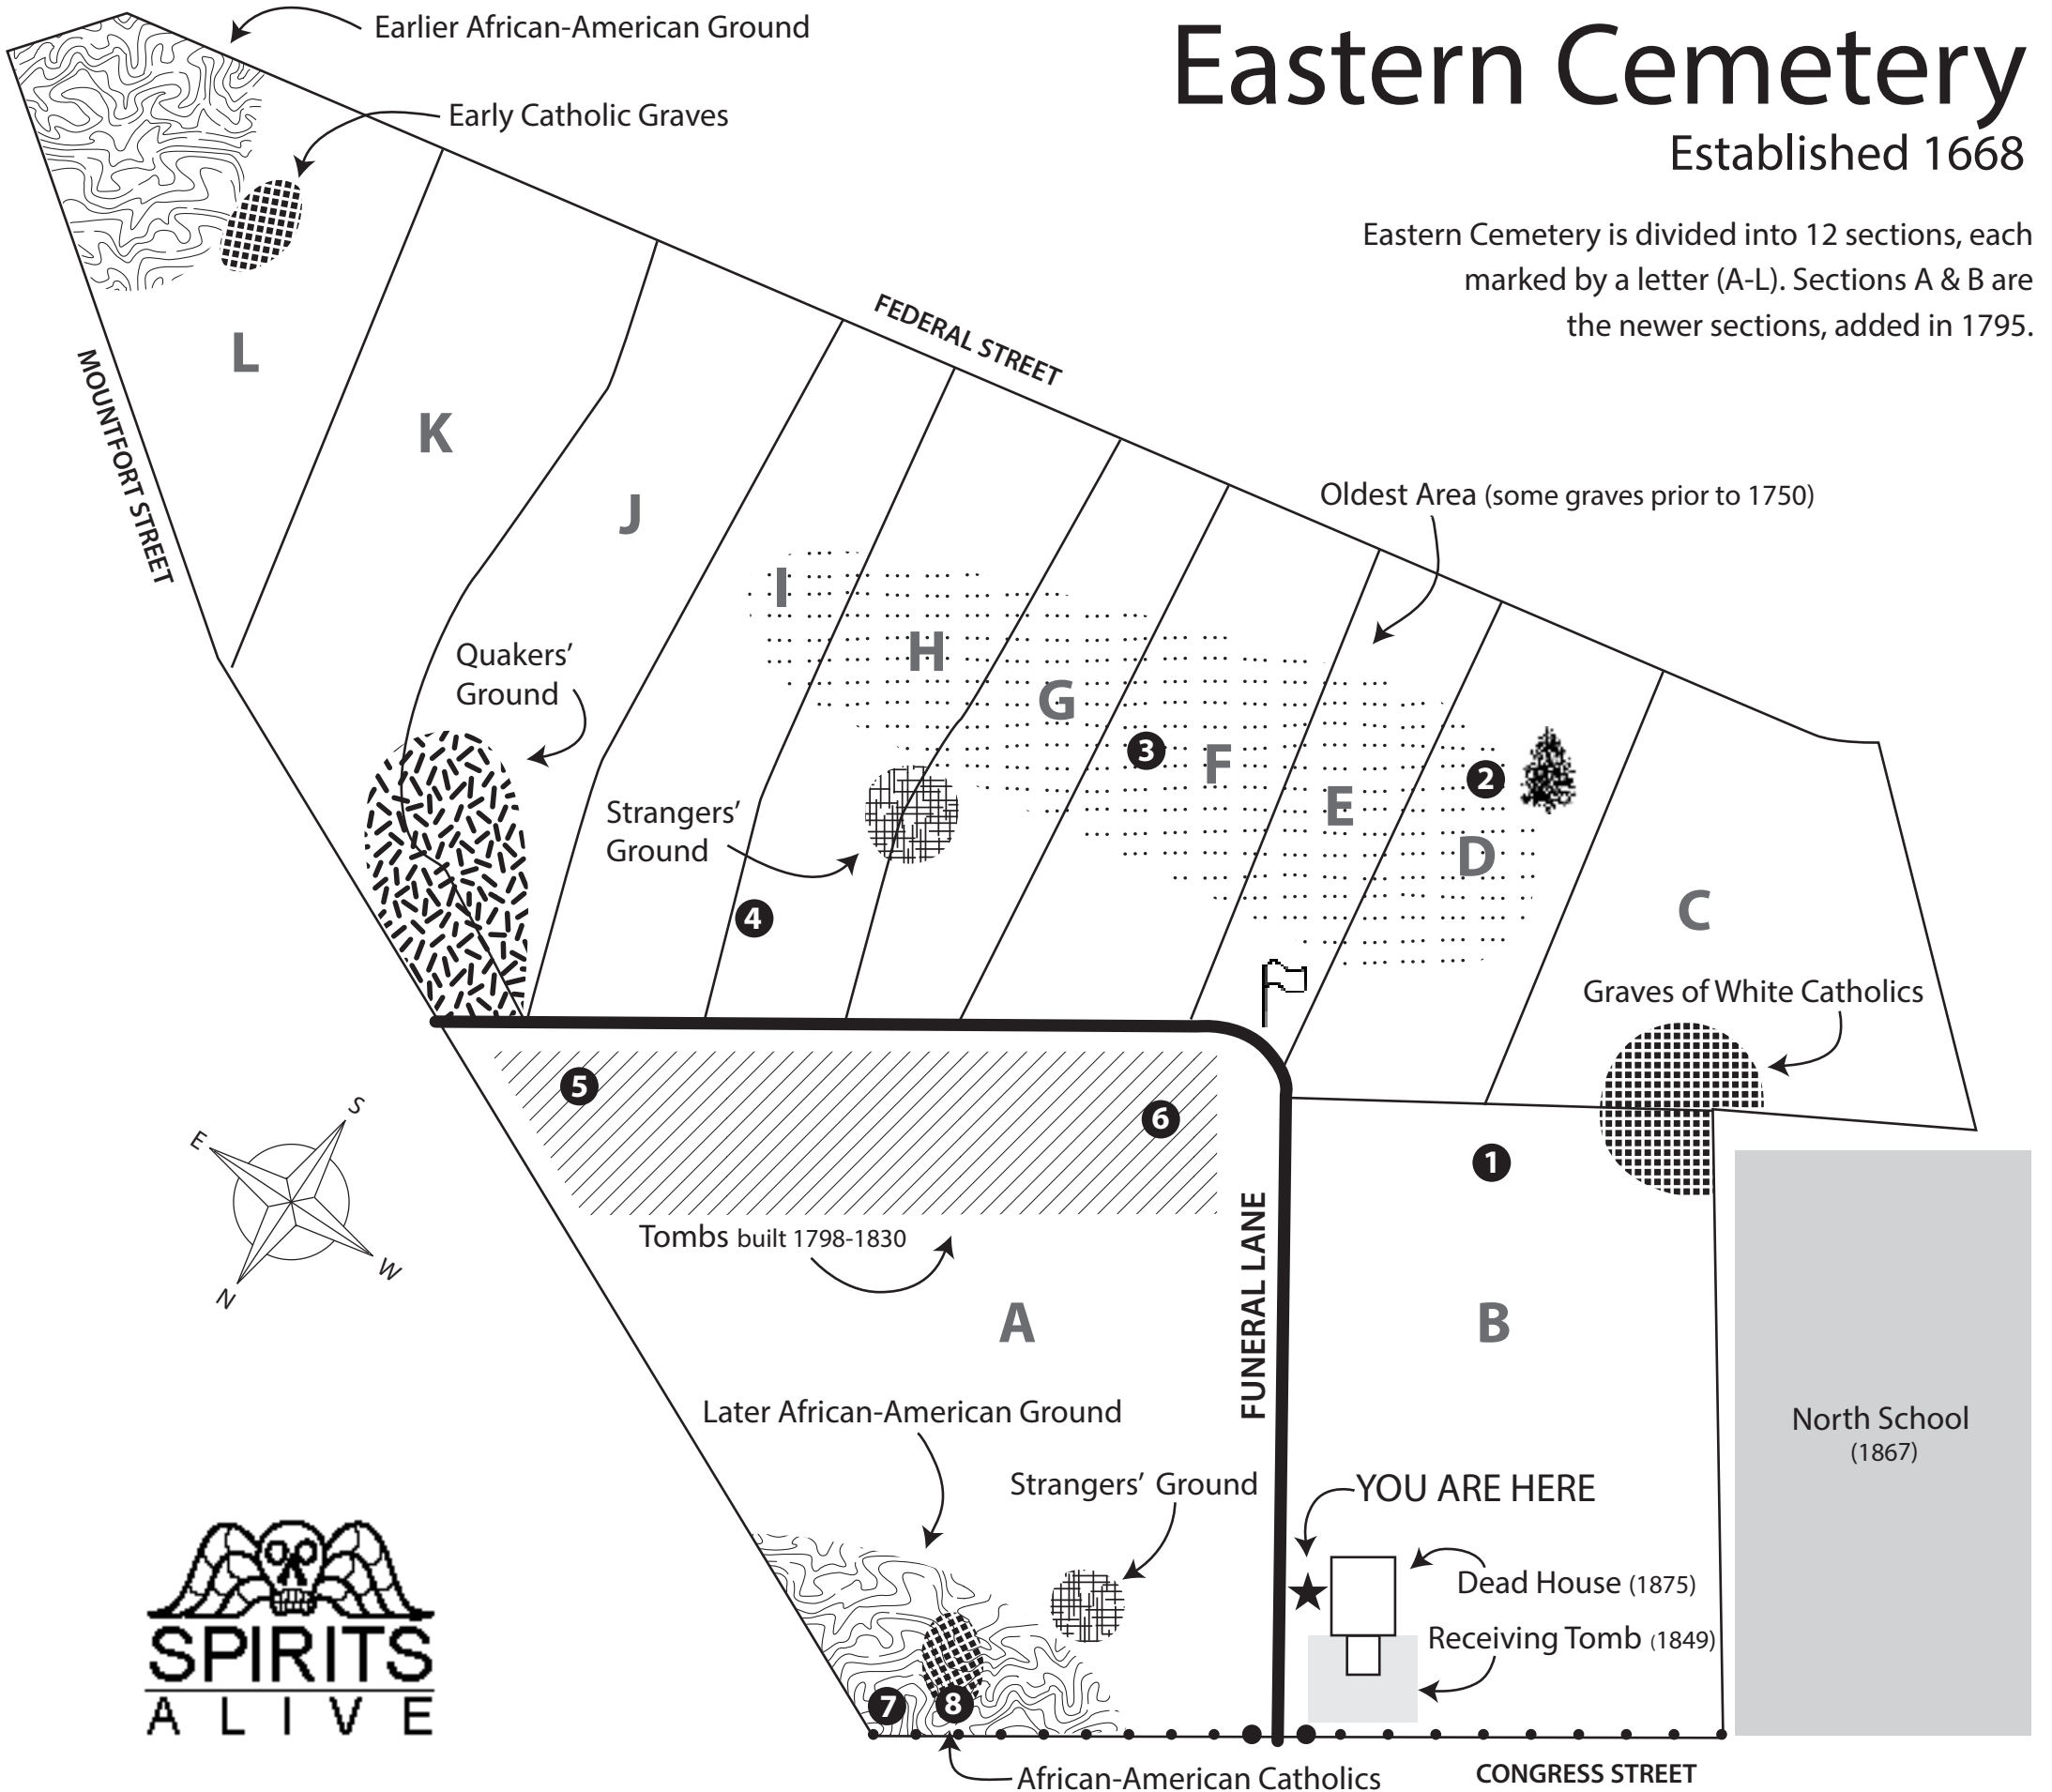 Eastern Cemetery
Established 1668
Eastern Cemetery is divided into 12 sections, each
marked by a letter (A-L). Sections A & B are
the newer sections, added in 1795.
Earlier African-American Ground
Early Catholic Graves
FEDERAL STREET
MOUNTFORT STREET
L
K
J
I
H
G
F
E
D
C
Oldest Area (some graves prior to 1750)
Quakers'
Ground
Strangers'
Ground
3
2
4
Graves of White Catholics
5
6
1
E
S
W
N
Tombs built 1798-1830
FUNERAL LANE
A
B
North School
(1867)
Later African-American Ground
Strangers' Ground
YOU ARE HERE
Dead House (1875)
Receiving Tomb (1849)
7
8
African-American Catholics
CONGRESS STREET
SPIRITS
ALIVE